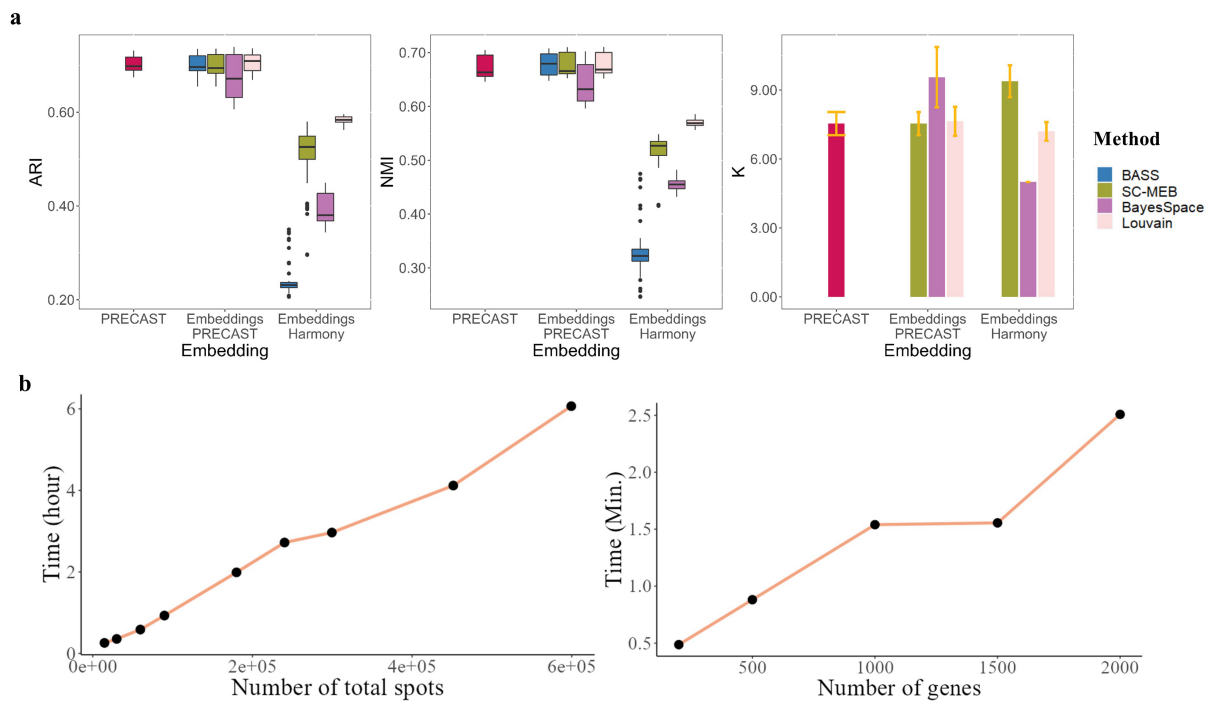 a
ARI
0.60
0.40
0.20
PRECAST
Embeddings
PRECAST
Embeddings
Harmony
Embedding
NMI
0.70
0.60
0.50
0.40
0.30
PRECAST
Embeddings
PRECAST
Embeddings
Harmony
Embedding
K
9.00
6.00
3.00
0.00
PRECAST
Embeddings
PRECAST
Embeddings
Harmony
Embedding
Method
BASS
SC-MEB
BayesSpace
Louvain
b
Time (hour)
6
4
2
0
0e+00
2e+05
4e+05
6e+05
Number of total spots
Time (Min.)
2.5
2.0
1.5
1.0
0.5
500
1000
1500
2000
Number of genes